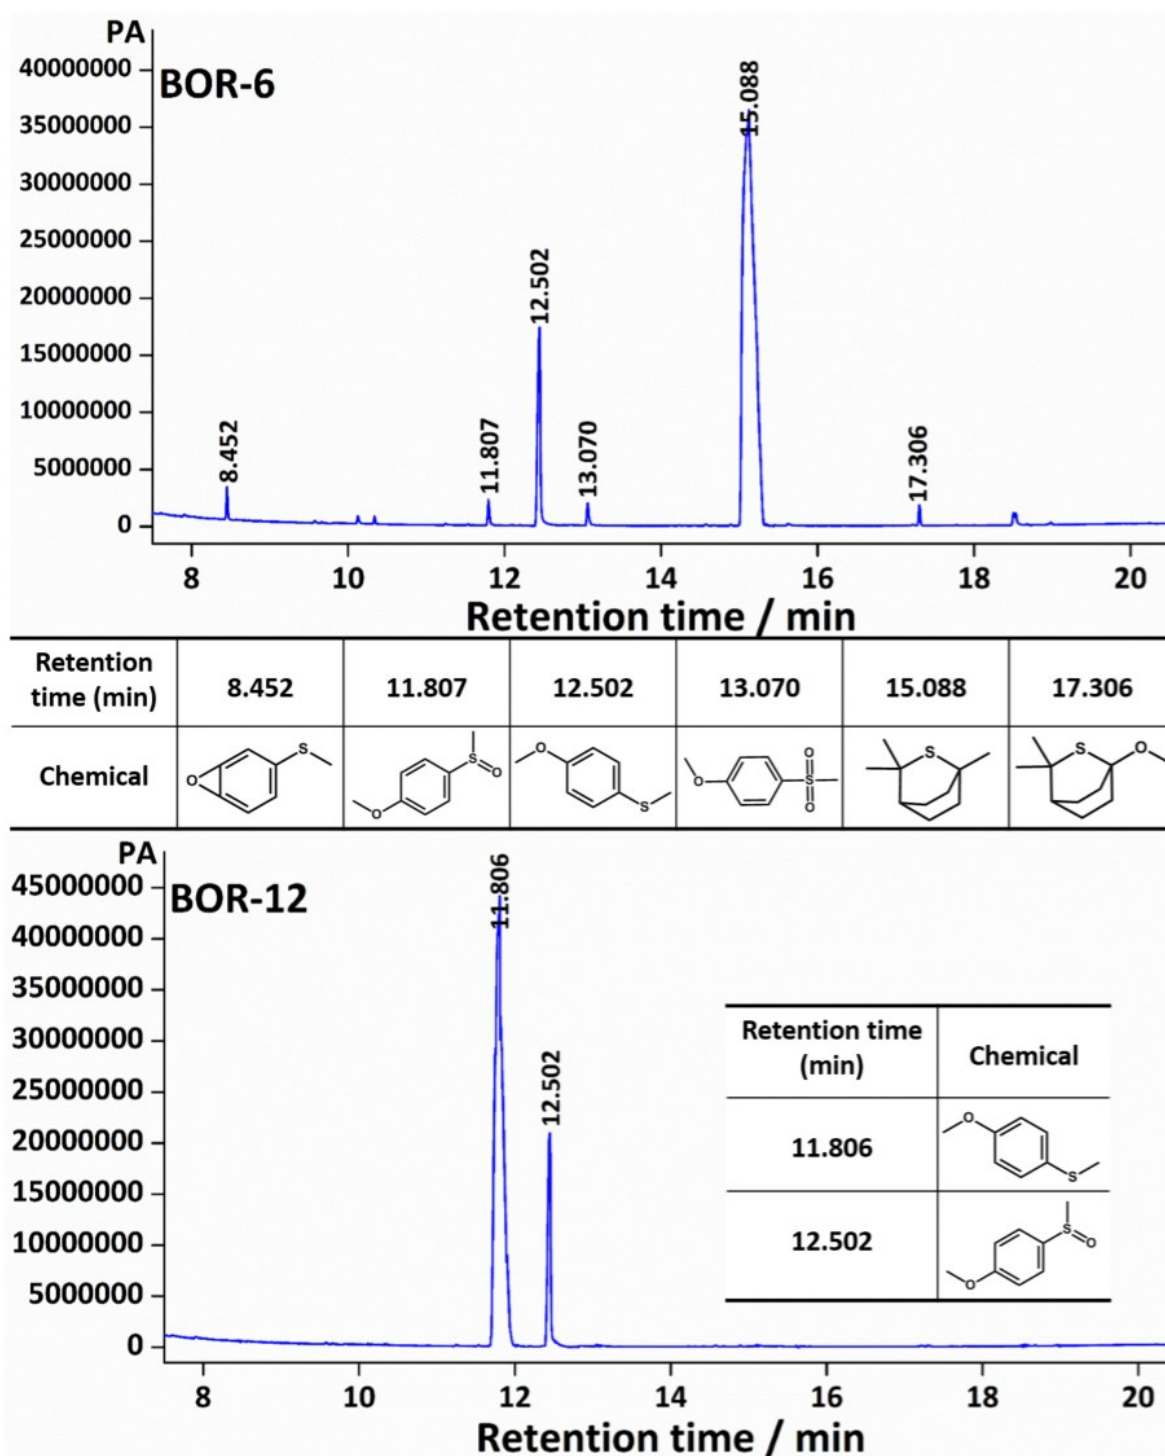 PA
BOR-6
40000000
35000000
30000000
25000000
20000000
15000000
10000000
5000000
0
8.452
11.807
12.502
13.070
15.088
17.306
8 10 12 14 16 18 20
Retention time / min
Retention time (min) 8.452 11.807 12.502 13.070 15.088 17.306
Chemical
O S
S O O
O S
O S O O
S
S O
PA
BOR-12
45000000
40000000
35000000
30000000
25000000
20000000
15000000
10000000
5000000
0
11.806
12.502
Retention time
(min) Chemical
11.806
O S
12.502
S O O
8 10 12 14 16 18 20
Retention time / min